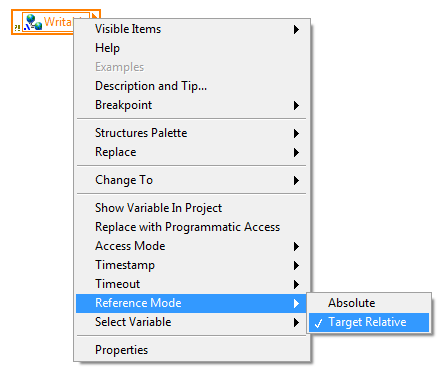 Visible Items
Help
Examples
Description and Tip...
Breakpoint
Structures Palette
Replace
Change To
Show Variable In Project
Replace with Programmatic Access
Access Mode
Timestamp
Timeout
Reference Mode
Absolute
Select Variable
✓ Target Relative
Properties